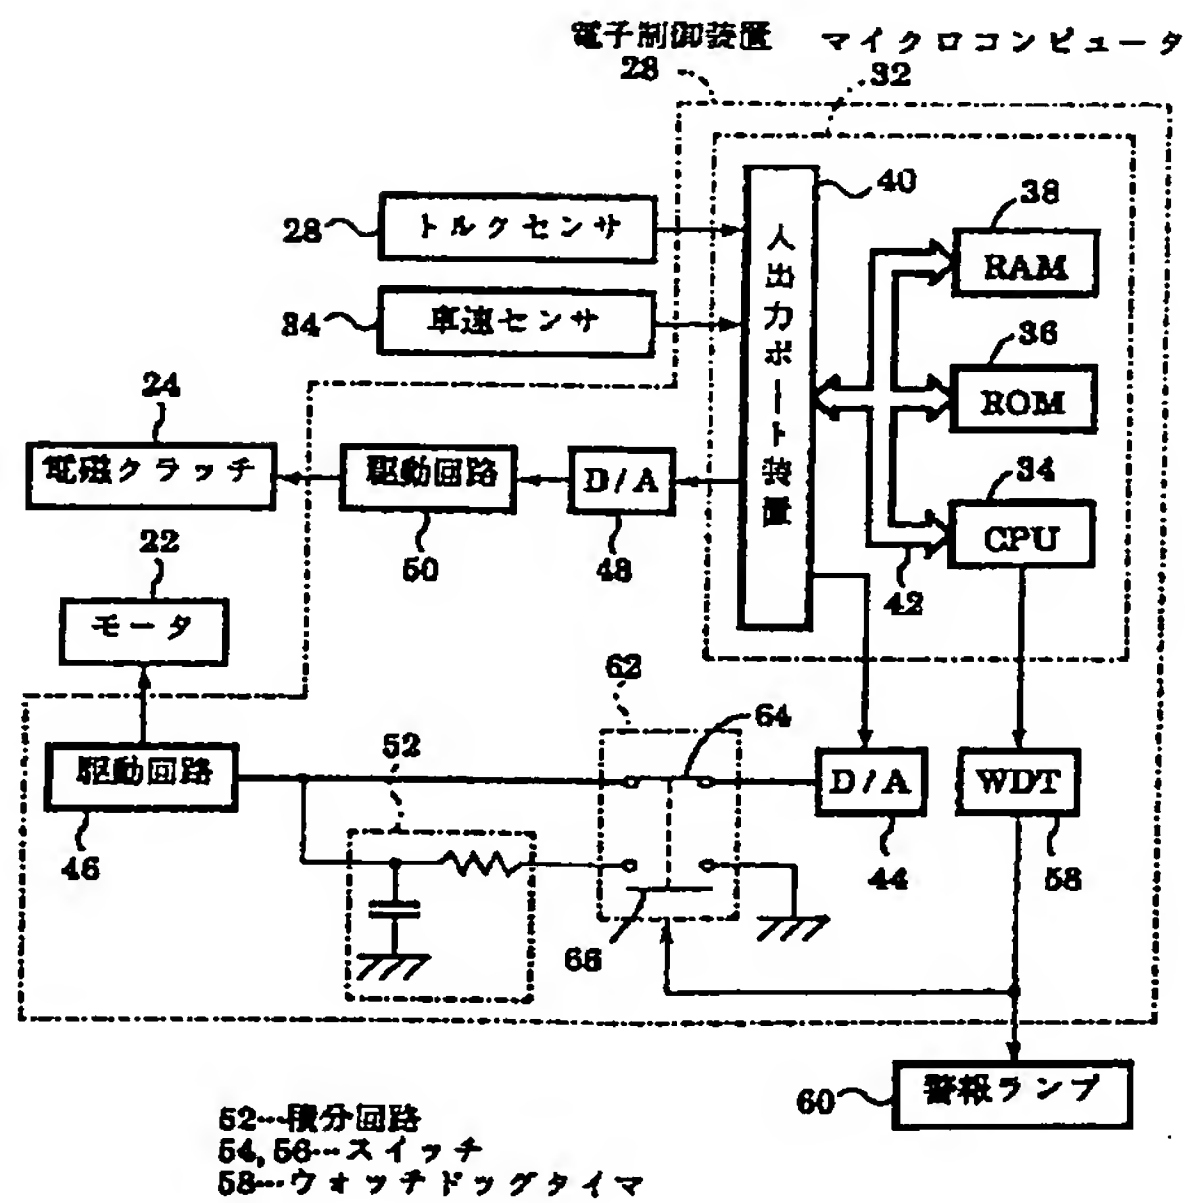 電子制御装置 マイクロコンピュータ
28 32
40
38
28 トルクセンサ
RAM
入出力ポート装置
34 車速センサ
36
ROM
24
電磁クラッチ
駆動回路
D/A
34
CPU
50
48
42
22
モータ
62
64
52
駆動回路
D/A
WDT
46
44
58
66
60 警報ランプ
52…積分回路
54,56…スイッチ
58…ウォッチドッグタイマ